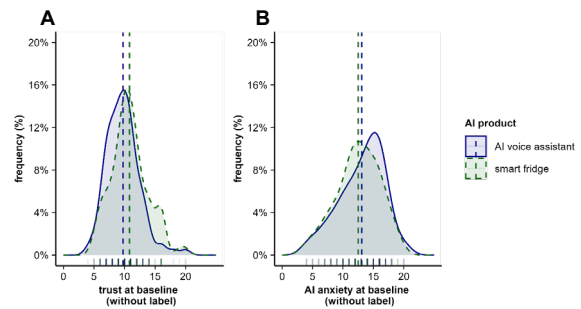 A
B
20%
16%
12%
8%
4%
0%
frequency (%)
0 5 10 15 20
trust at baseline
(without label)
20%
16%
12%
8%
4%
0%
frequency (%)
0 5 10 15 20
AI anxiety at baseline
(without label)
AI product
AI voice assistant
smart fridge